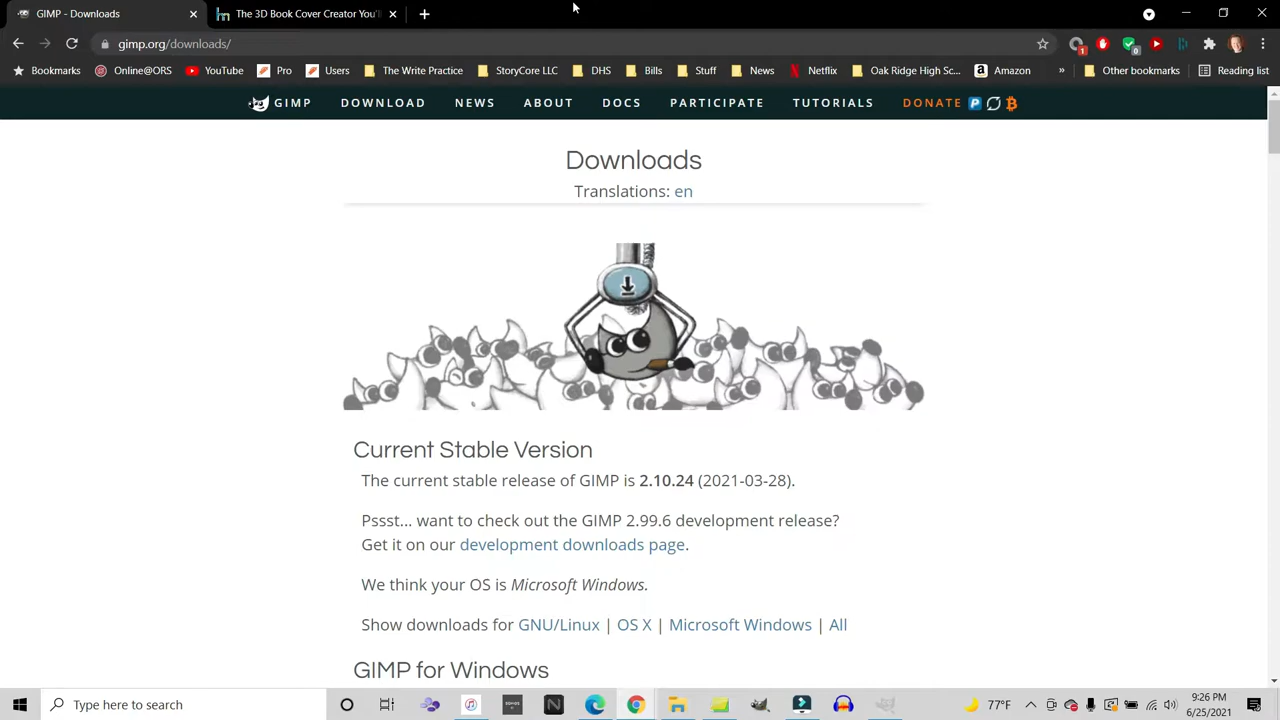 GIMP - Downloads
The 3D Book Cover Creator You'l
gimp.org/downloads/
Bookmarks Online@ORS YouTube Pro Users The Write Practice StoryCore LLC DHS Bills Stuff News Netflix Oak Ridge High Sc... Amazon » Other bookmarks Reading list
GIMP DOWNLOAD NEWS ABOUT DOCS PARTICIPATE TUTORIALS DONATE
Downloads
Translations: en
Current Stable Version
The current stable release of GIMP is 2.10.24 (2021-03-28).
Pssst... want to check out the GIMP 2.99.6 development release?
Get it on our development downloads page.
We think your OS is Microsoft Windows.
Show downloads for GNU/Linux | OS X | Microsoft Windows | All
GIMP for Windows
Type here to search
77°F
9:26 PM
6/25/2021